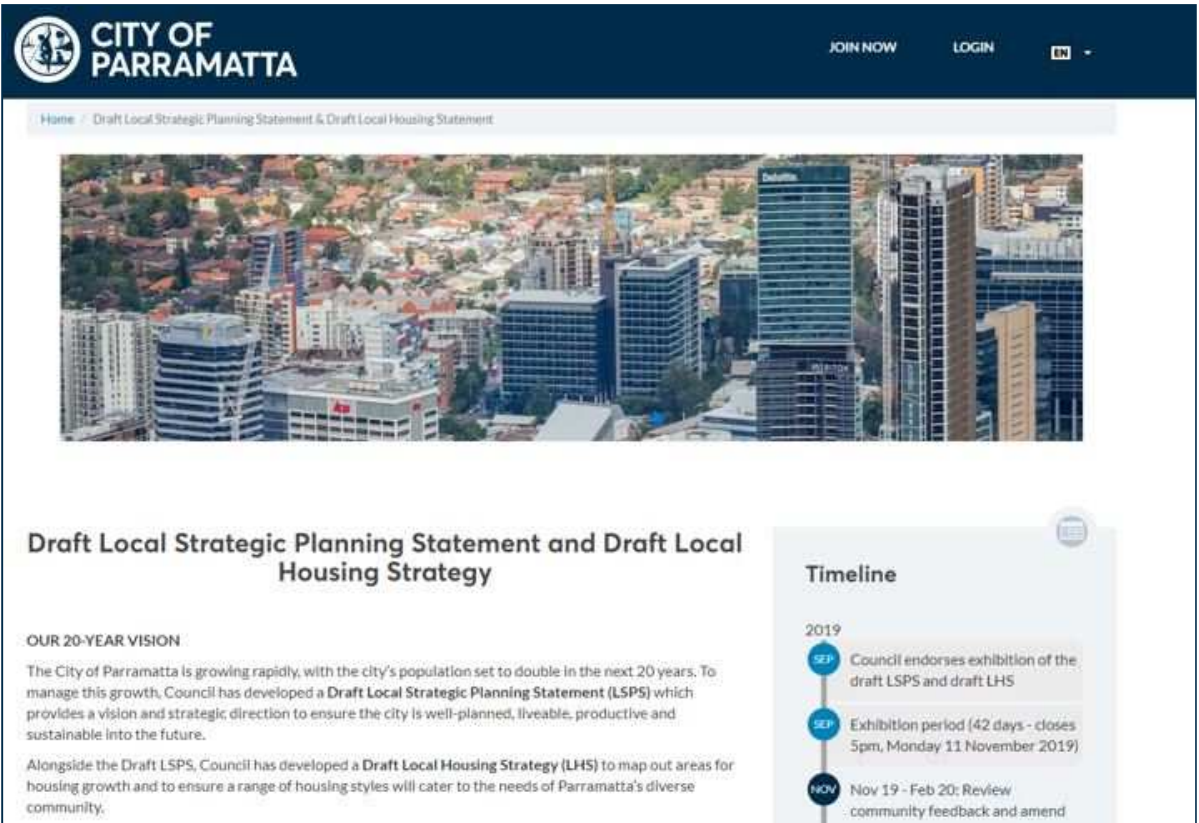 CITY OF
PARRAMATTA
JOIN NOW
LOGIN
EN
Home / Draft Local Strategic Planning Statement & Draft Local Housing Statement
Deloitte
MERITON
Draft Local Strategic Planning Statement and Draft Local
Housing Strategy
OUR 20-YEAR VISION
The City of Parramatta is growing rapidly, with the city's population set to double in the next 20 years. To
manage this growth, Council has developed a Draft Local Strategic Planning Statement (LSPS) which
provides a vision and strategic direction to ensure the city is well-planned, liveable, productive and
sustainable into the future.
Alongside the Draft LSPS, Council has developed a Draft Local Housing Strategy (LHS) to map out areas for
housing growth and to ensure a range of housing styles will cater to the needs of Parramatta's diverse
community.
Timeline
2019
SEP
Council endorses exhibition of the
draft LSPS and draft LHS
SEP
Exhibition period (42 days - closes
5pm, Monday 11 November 2019)
NOV
Nov 19 - Feb 20: Review
community feedback and amend